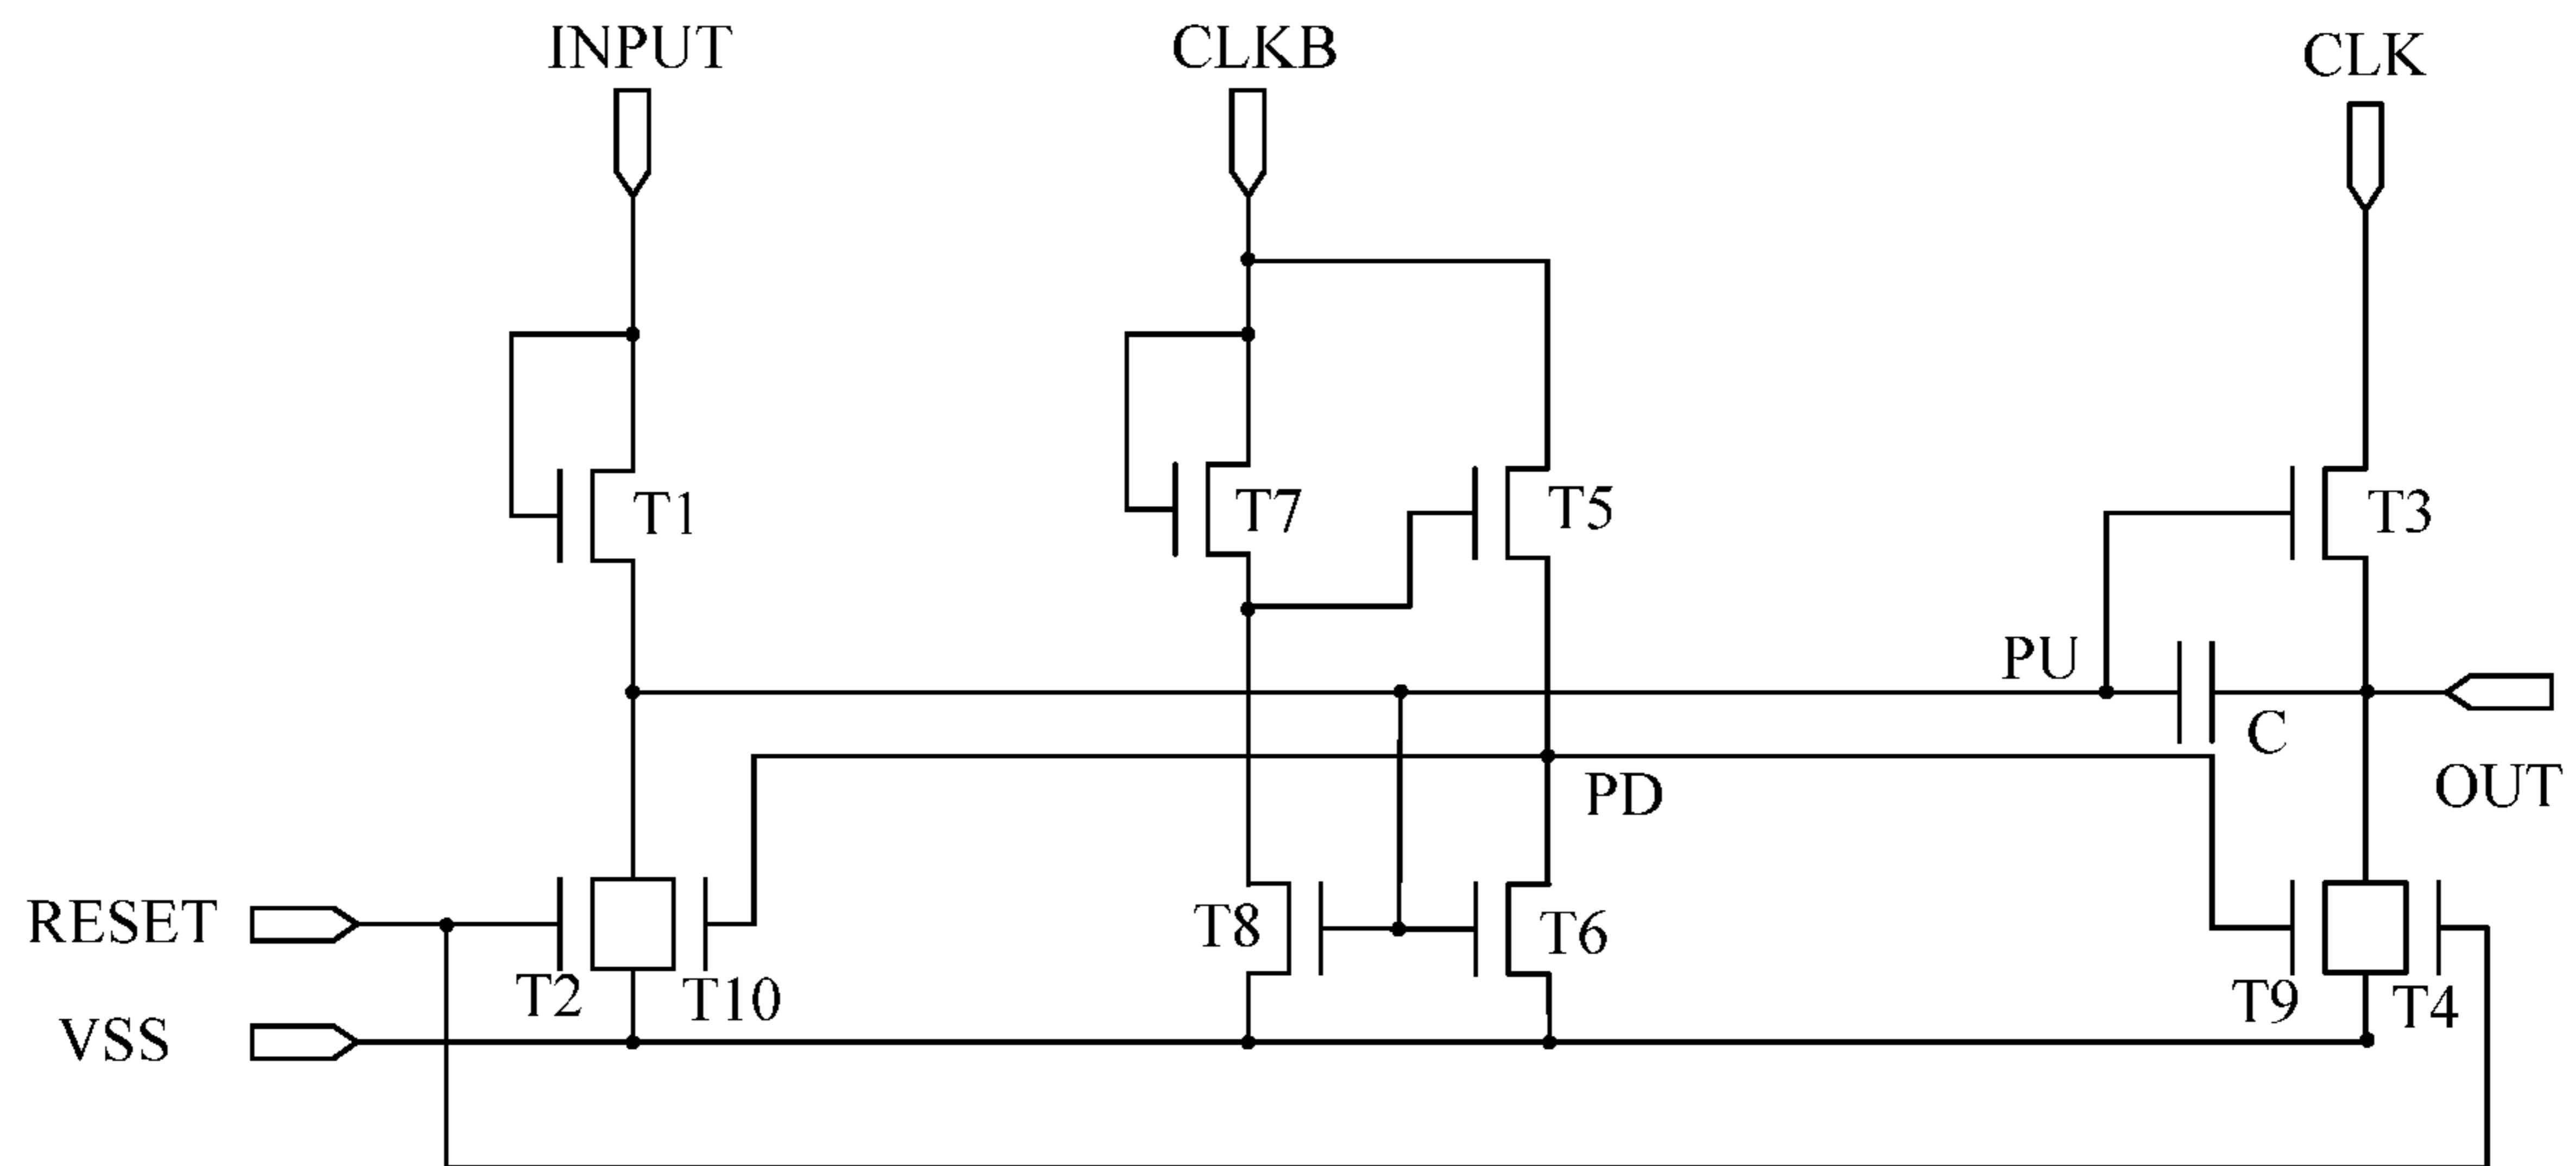 INPUT
CLKB
CLK
T1
T7
T5
T3
PU
C
PD
OUT
RESET
T8
T6
T2
T10
T9
T4
VSS